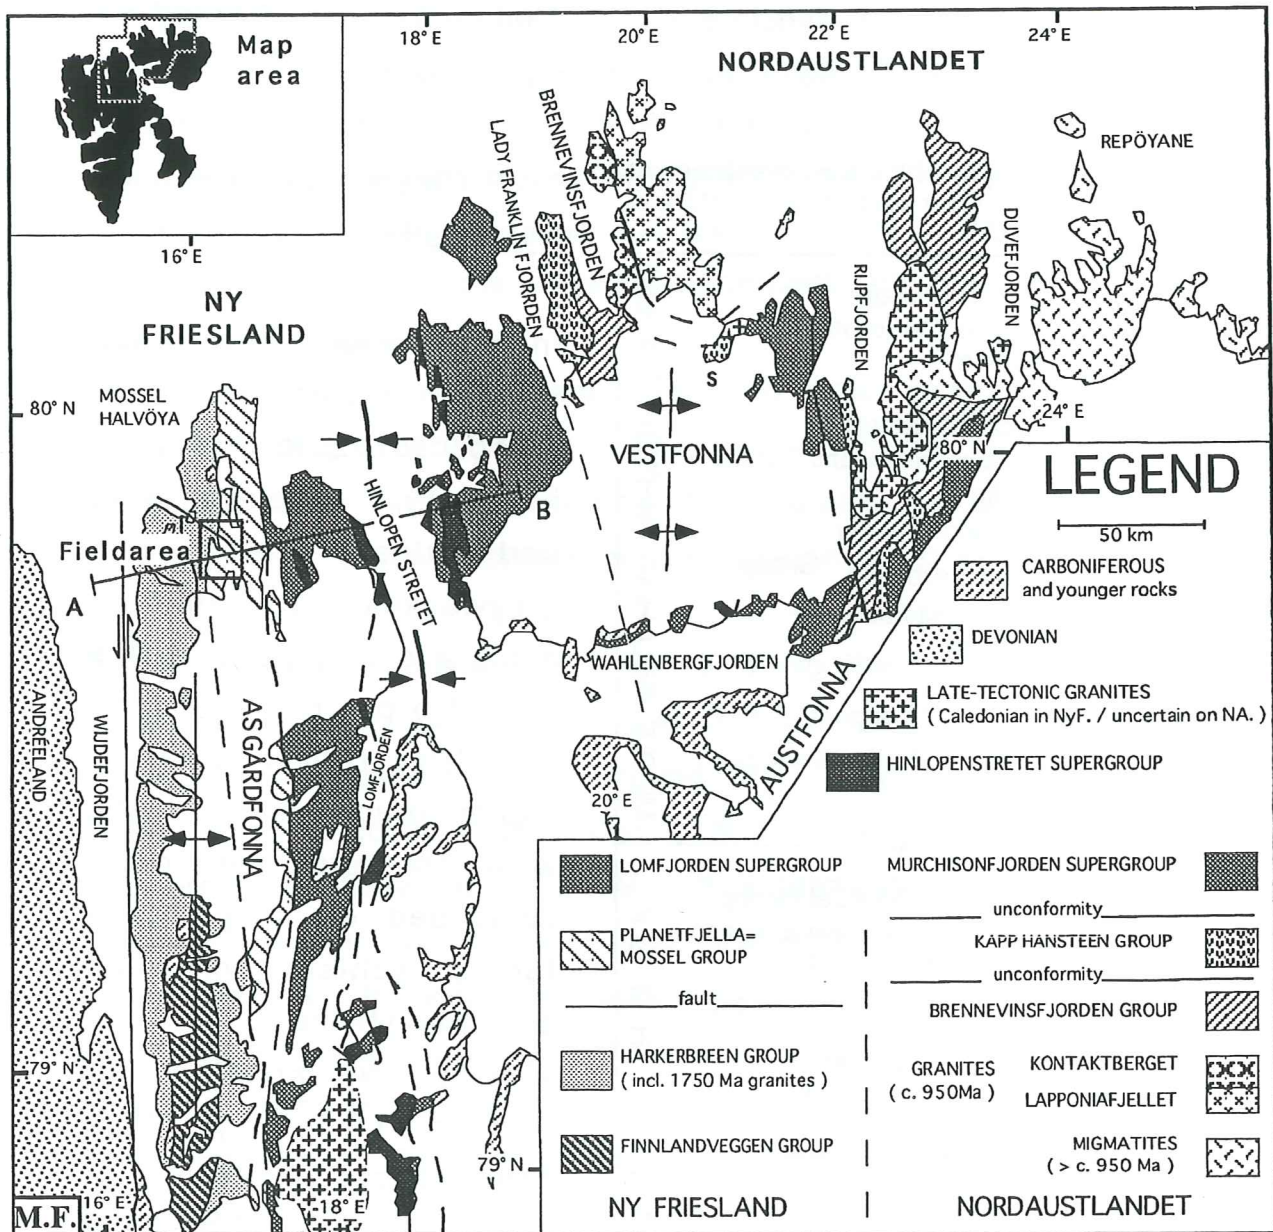 Map
area
18° E
20° E
22° E
24° E
NORDAUSTLANDET
16° E
NY
FRIESLAND
LADY FRANKLIN FJORRDEN
BRENNEVINSFJORDEN
REPÖYANE
DUVEFJORDEN
RIJPFJORDEN
MOSSEL
HALVÖYA
80° N
S
24° E
VESTFONNA
80° N
HINLOPEN STRETET
Fieldarea
A
B
WAHLENBERGFJORDEN
ANDRÉELAND
WIJDEFJORDEN
ASGÅRDFONNA
LOMFJORDEN
AUSTFONNA
20° E
79° N
79° N
16° E
18° E
M.F.
LEGEND
50 km
CARBONIFEROUS
and younger rocks
DEVONIAN
LATE-TECTONIC GRANITES
( Caledonian in NyF. / uncertain on NA. )
HINLOPENSTRETET SUPERGROUP
LOMFJORDEN SUPERGROUP
PLANETFJELLA=
MOSSEL GROUP
fault
HARKERBREEN GROUP
( incl. 1750 Ma granites )
FINNLANDVEGGEN GROUP
NY FRIESLAND
MURCHISONFJORDEN SUPERGROUP
unconformity
KAPP HANSTEEN GROUP
unconformity
BRENNEVINSFJORDEN GROUP
GRANITES
( c. 950Ma )
KONTAKTBERGET
LAPPONIAFJELLET
MIGMATITES
( > c. 950 Ma )
NORDAUSTLANDET